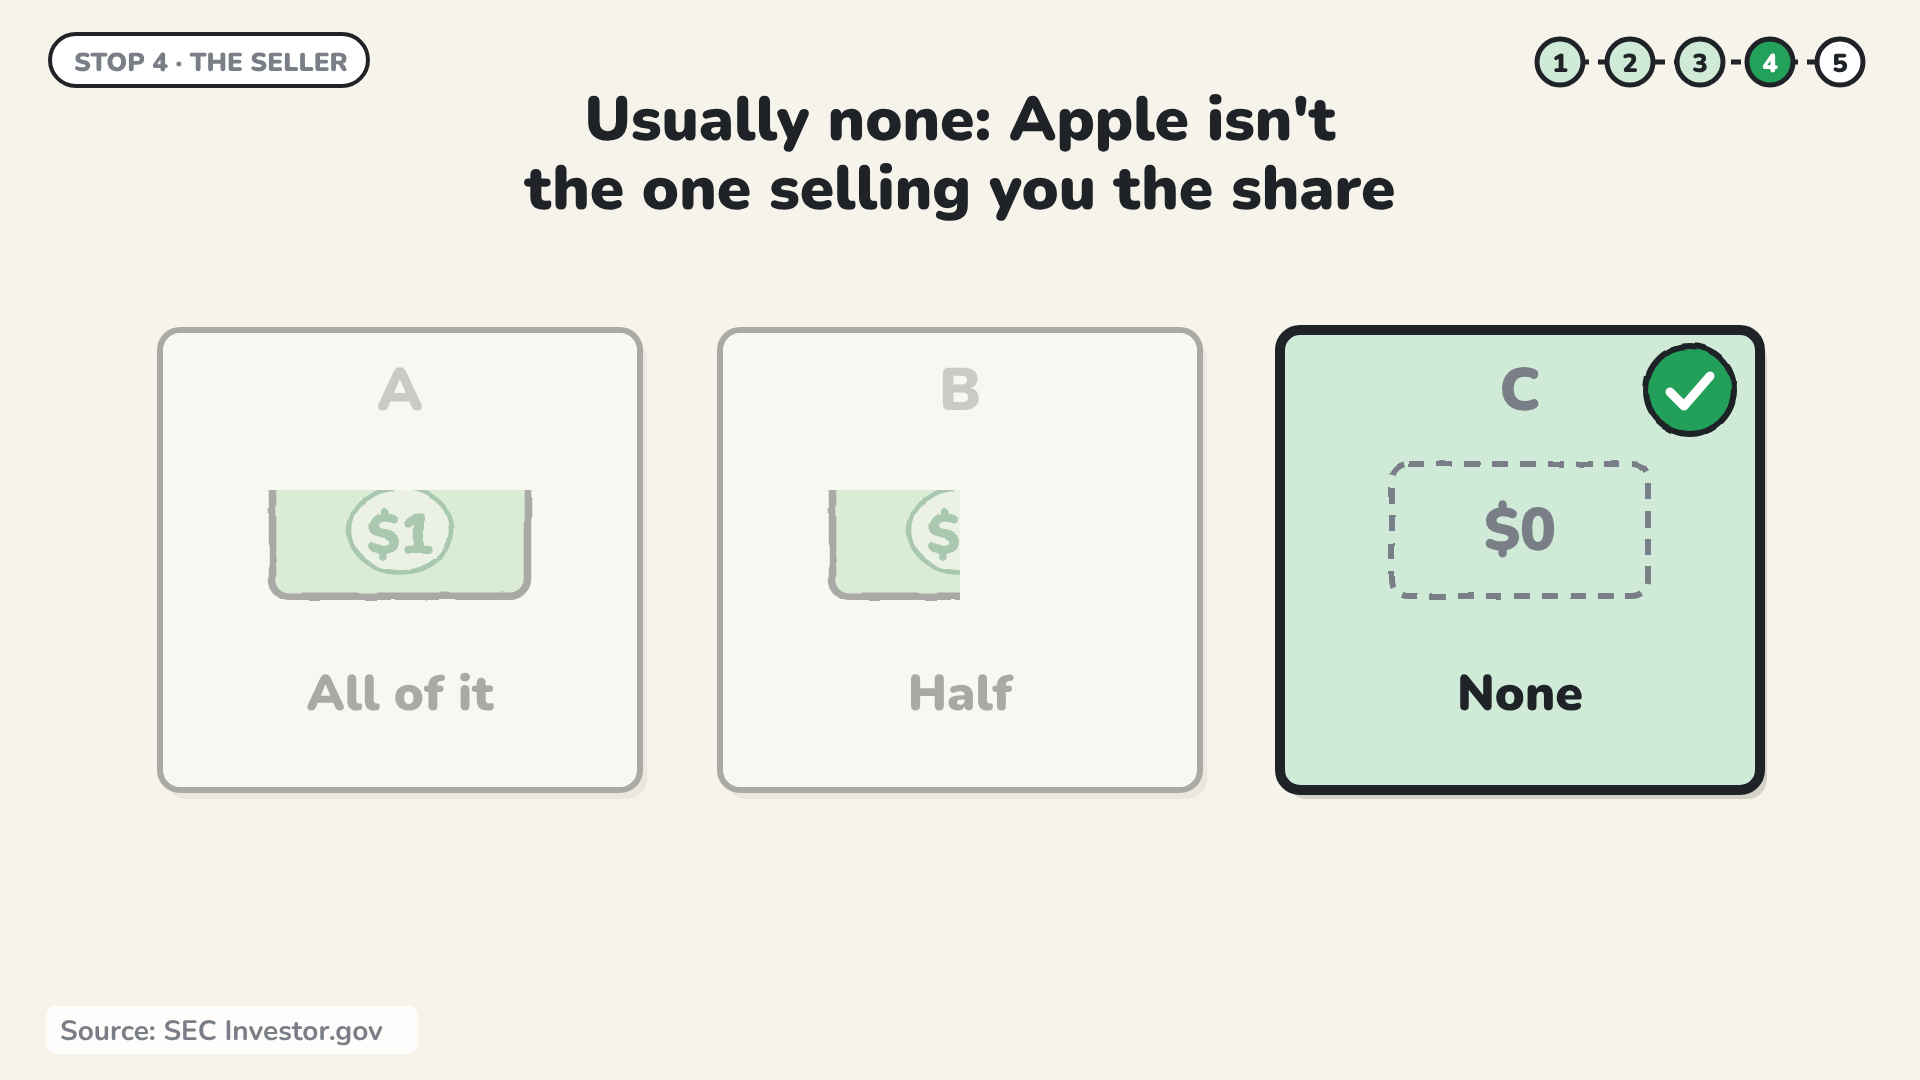 STOP 4 · THE SELLER
1 2 3 4 5
Usually none: Apple isn't
the one selling you the share
A
$1
All of it
B
$
Half
C
$0
None
Source: SEC Investor.gov